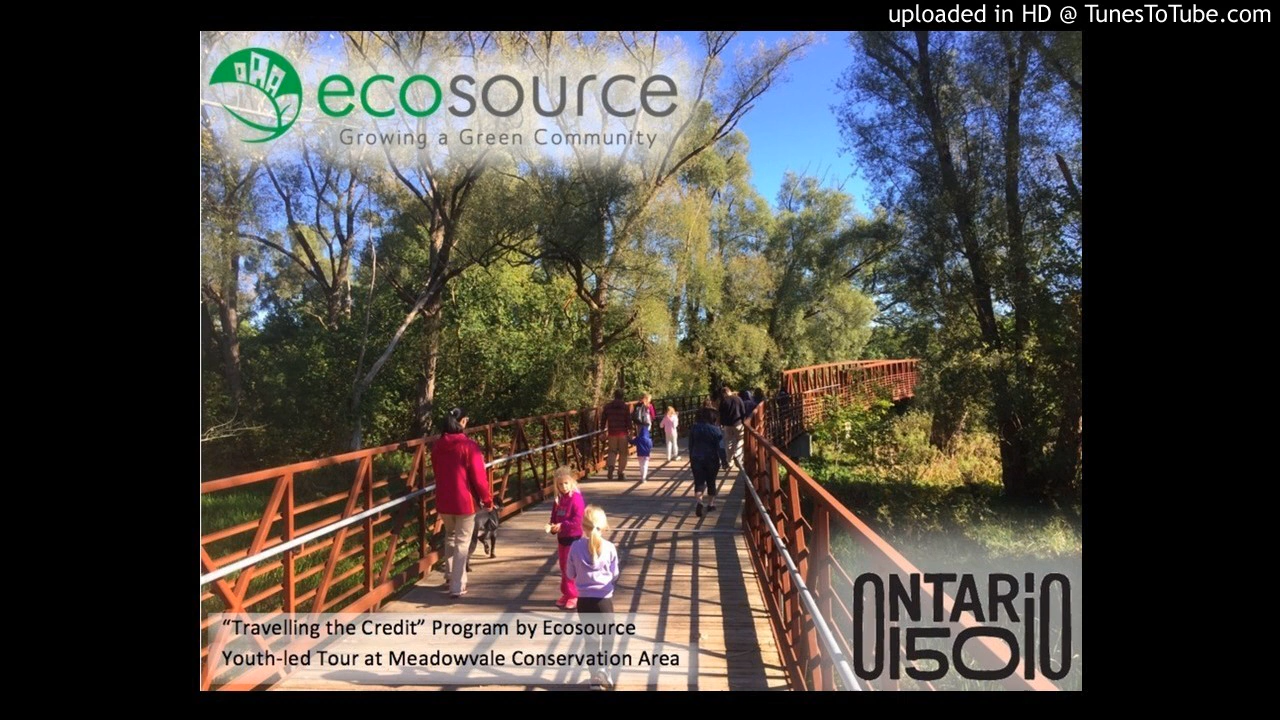 uploaded in HD @ TunesToTube.com
ecosource
Growing a Green Community
“Travelling the Credit” Program by Ecosource
Youth-led Tour at Meadowvale Conservation Area
ONTARIO
150